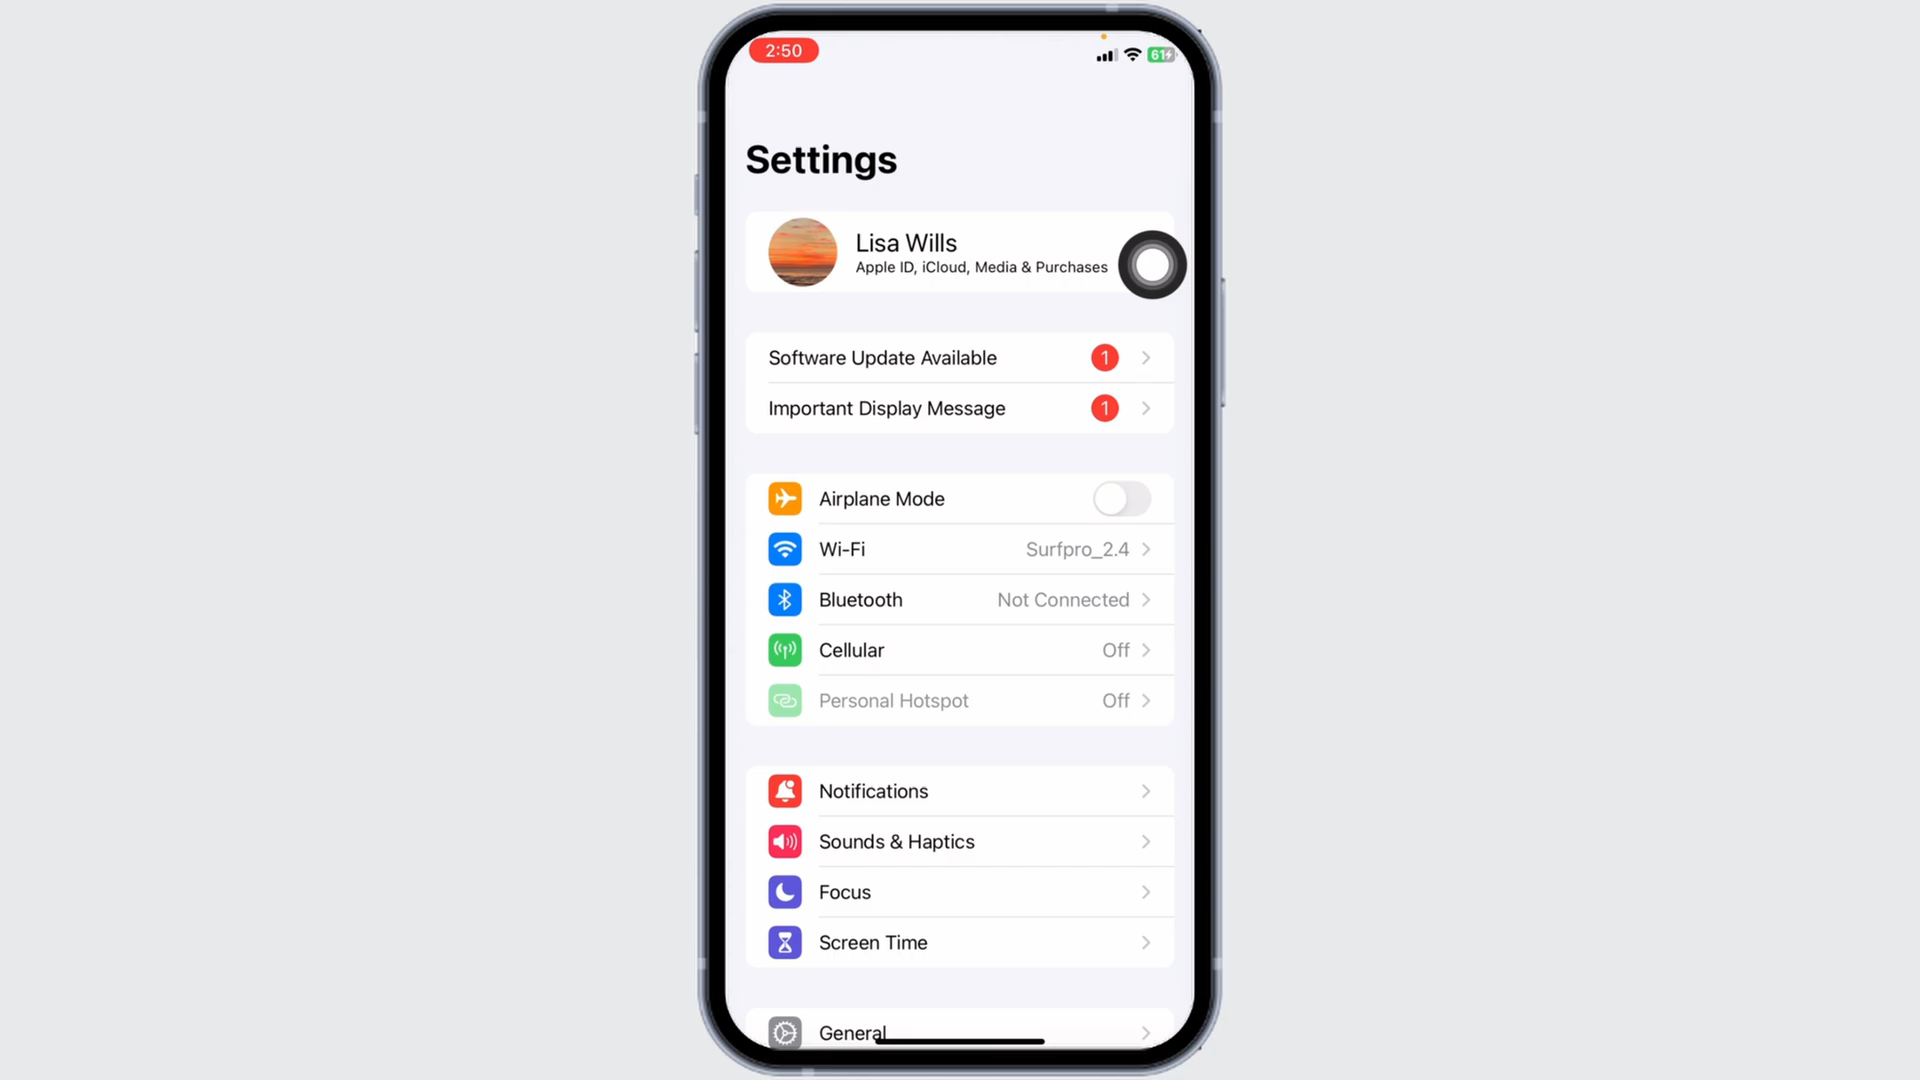 2:50
61
Settings
Lisa Wills
Apple ID, iCloud, Media & Purchases
Software Update Available 1
Important Display Message 1
Airplane Mode
Wi-Fi Surfpro_2.4
Bluetooth Not Connected
Cellular Off
Personal Hotspot Off
Notifications
Sounds & Haptics
Focus
Screen Time
General